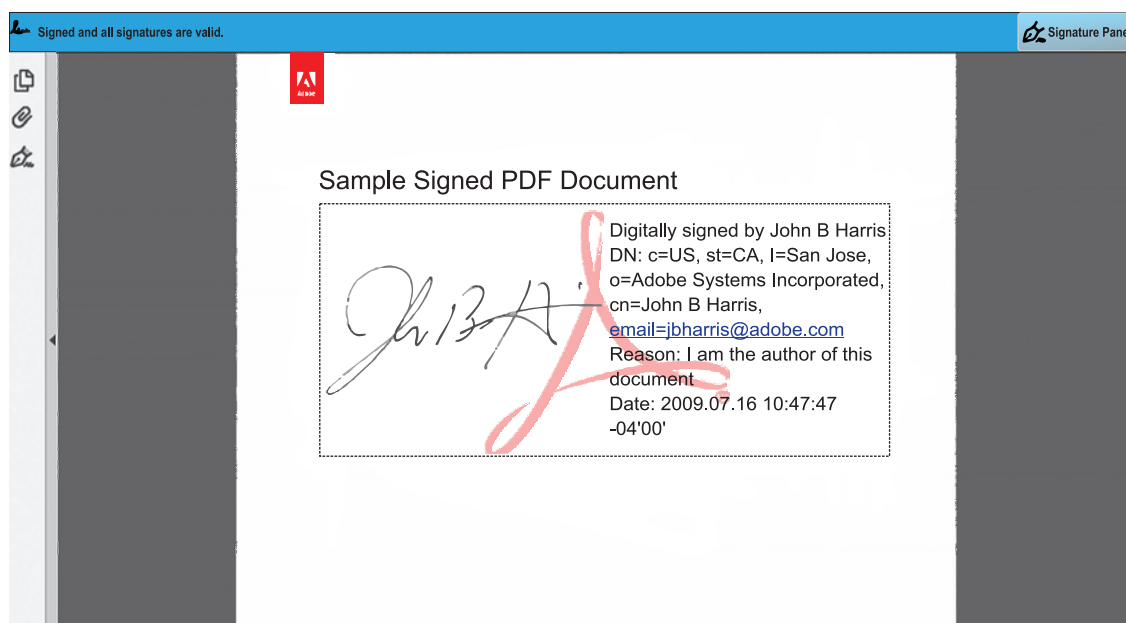 Signed and all signatures are valid.
Signature Pane
Adobe
Sample Signed PDF Document
John B Harris
Digitally signed by John B Harris
DN: c=US, st=CA, l=San Jose,
o=Adobe Systems Incorporated,
cn=John B Harris,
email=jbharris@adobe.com
Reason: I am the author of this
document
Date: 2009.07.16 10:47:47
-04'00'